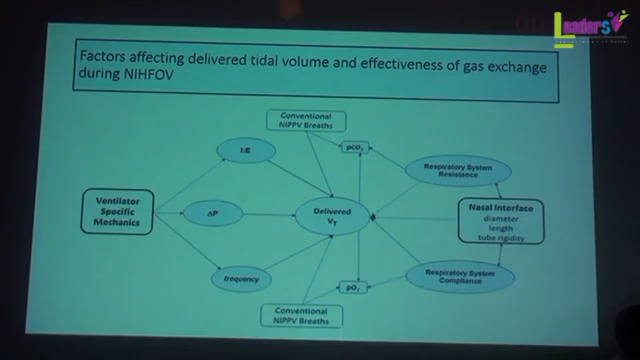 Leaders
Factors affecting delivered tidal volume and effectiveness of gas exchange
during NIHFOV
Conventional
NIPPV Breaths
I:E
pCO₂
Respiratory System
Resistance
Ventilator
Specific
Mechanics
ΔP
Delivered
V_T
Nasal Interface
diameter
length
tube rigidity
frequency
pO₂
Respiratory System
Compliance
Conventional
NIPPV Breaths